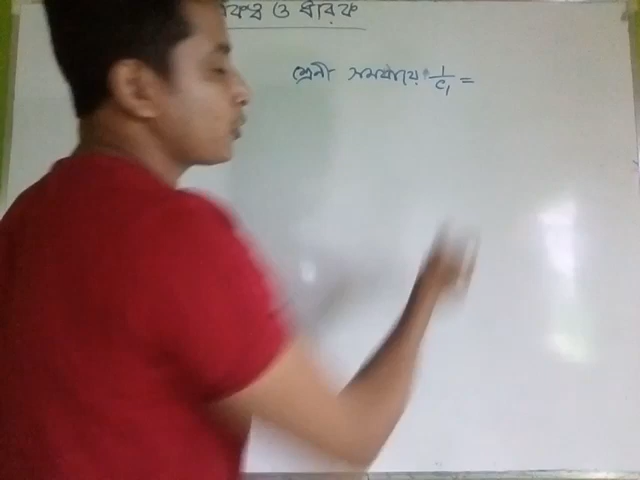 ও ধারক
শ্রেনী সমবায়ে 1/C₁ =